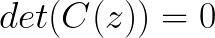 det(C(z)) = 0